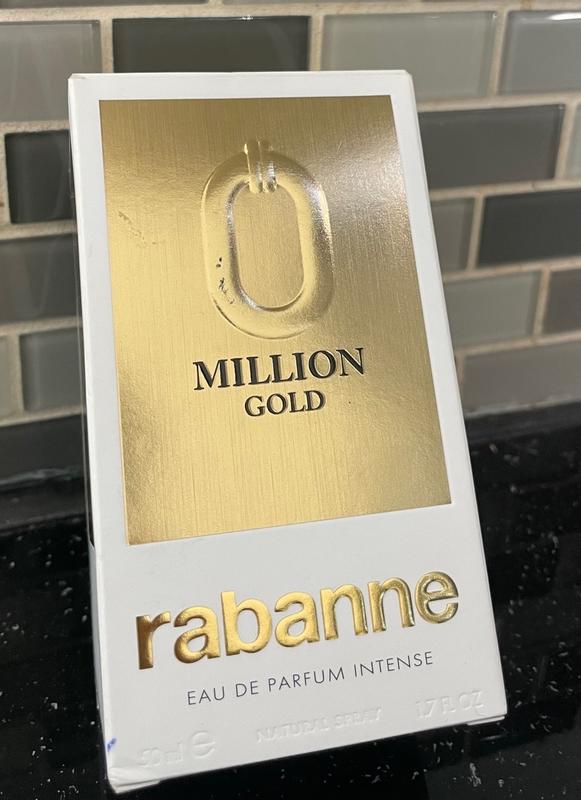 MILLION
GOLD
rabanne
EAU DE PARFUM INTENSE
50 ml ℮ NATURAL SPRAY 1.7 FL OZ